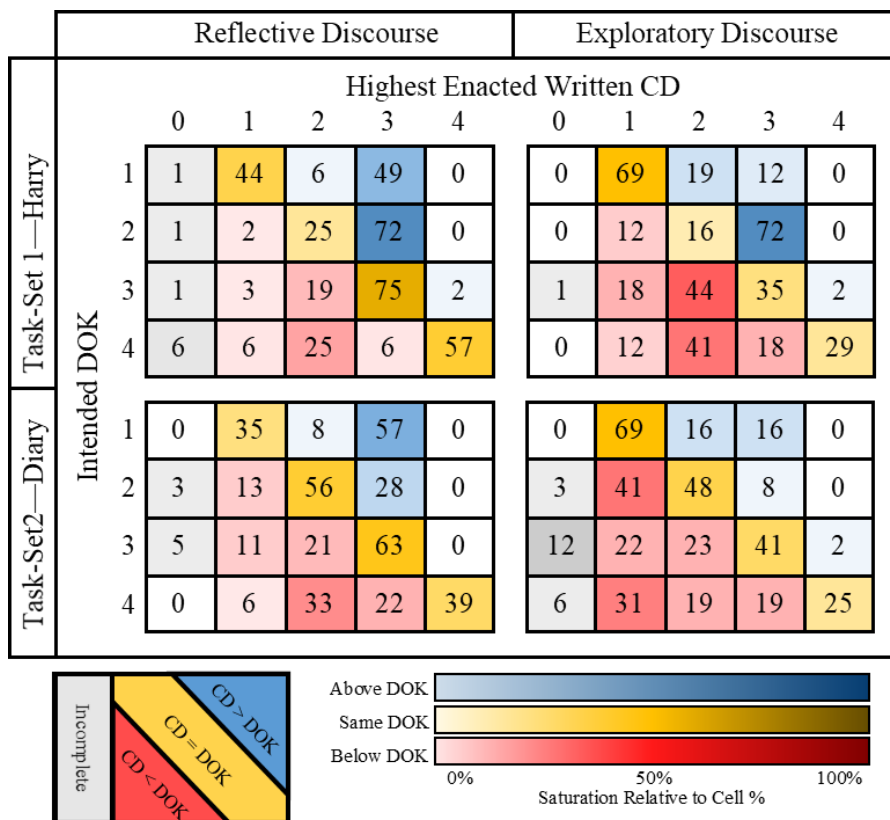 Reflective Discourse Exploratory Discourse
Highest Enacted Written CD
0 1 2 3 4 0 1 2 3 4
Task-Set 1—Harry
Intended DOK
1 1 44 6 49 0 0 69 19 12 0
2 1 2 25 72 0 0 12 16 72 0
3 1 3 19 75 2 1 18 44 35 2
4 6 6 25 6 57 0 12 41 18 29
Task-Set2—Diary
1 0 35 8 57 0 0 69 16 16 0
2 3 13 56 28 0 3 41 48 8 0
3 5 11 21 63 0 12 22 23 41 2
4 0 6 33 22 39 6 31 19 19 25
Incomplete
CD > DOK
CD = DOK
CD < DOK
Above DOK
Same DOK
Below DOK
0% 50% 100%
Saturation Relative to Cell %